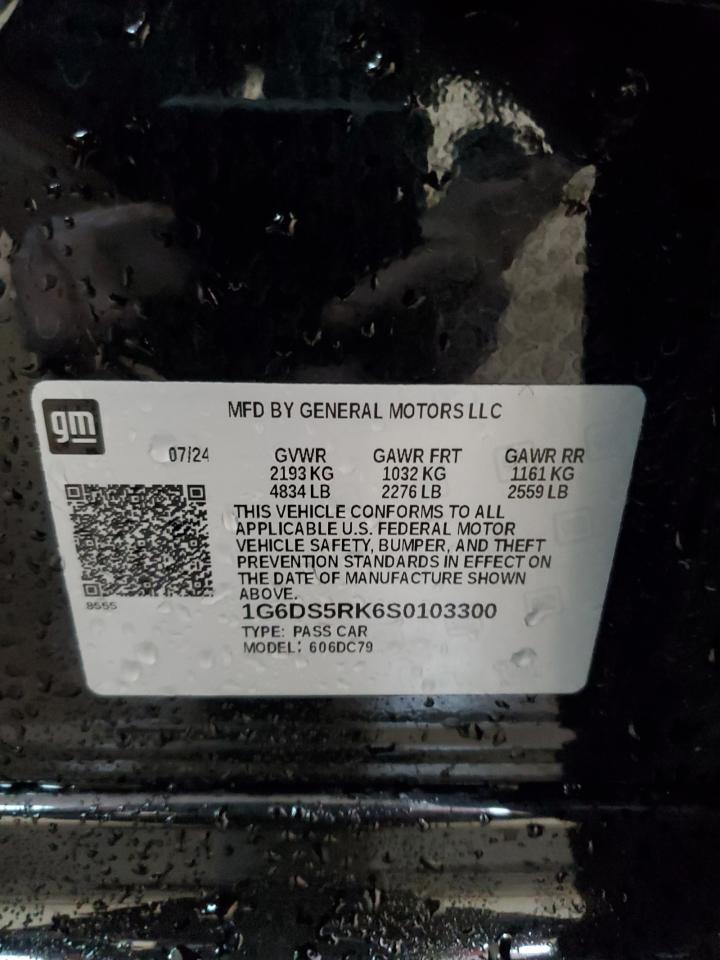 gm
MFD BY GENERAL MOTORS LLC
07/24 GVWR GAWR FRT GAWR RR
2193 KG 1032 KG 1161 KG
4834 LB 2276 LB 2559 LB
THIS VEHICLE CONFORMS TO ALL
APPLICABLE U.S. FEDERAL MOTOR
VEHICLE SAFETY, BUMPER, AND THEFT
PREVENTION STANDARDS IN EFFECT ON
THE DATE OF MANUFACTURE SHOWN
ABOVE.
8555
1G6DS5RK6S0103300
TYPE: PASS CAR
MODEL: 606DC79